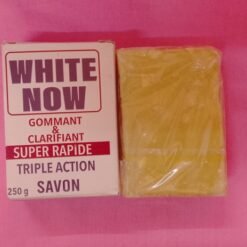 WHITE
NOW
GOMMANT
&
CLARIFIANT
SUPER RAPIDE
TRIPLE ACTION
250 g SAVON